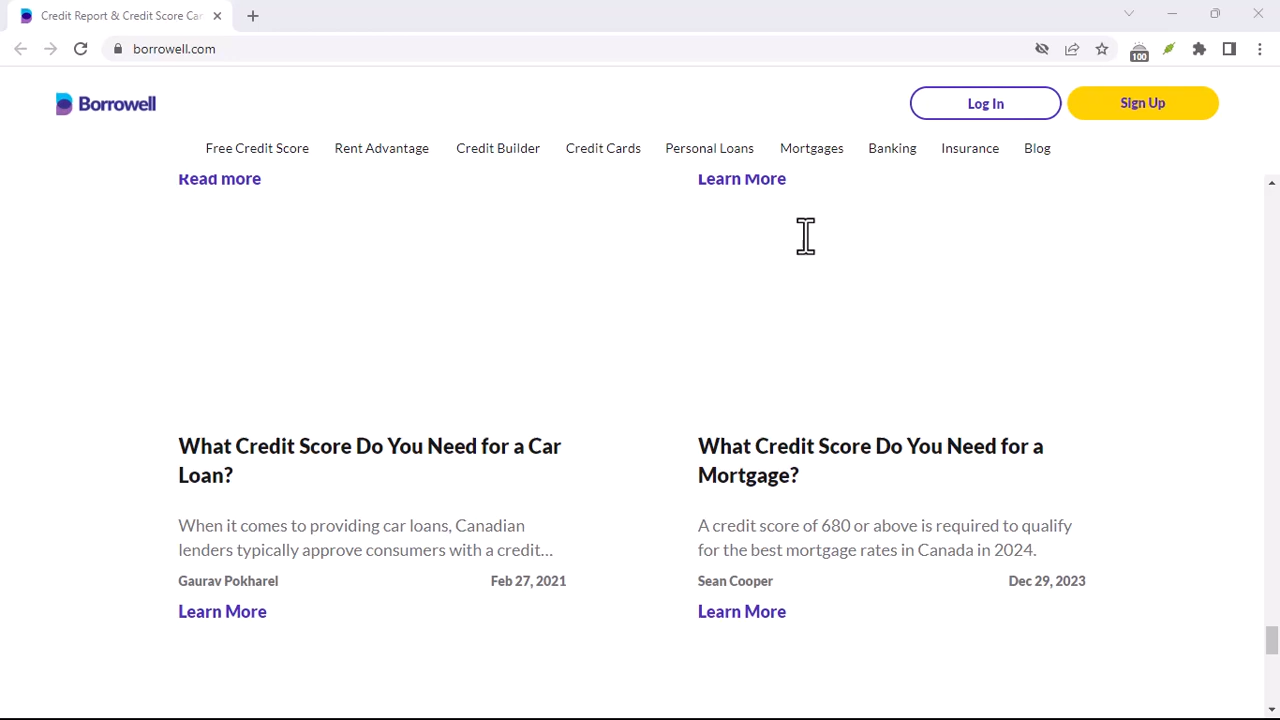 Credit Report & Credit Score Car
borrowell.com
100
Borrowell
Log In
Sign Up
Free Credit Score
Rent Advantage
Credit Builder
Credit Cards
Personal Loans
Mortgages
Banking
Insurance
Blog
Read more
Learn More
What Credit Score Do You Need for a Car
Loan?
When it comes to providing car loans, Canadian
lenders typically approve consumers with a credit...
Gaurav Pokharel
Feb 27, 2021
Learn More
What Credit Score Do You Need for a
Mortgage?
A credit score of 680 or above is required to qualify
for the best mortgage rates in Canada in 2024.
Sean Cooper
Dec 29, 2023
Learn More